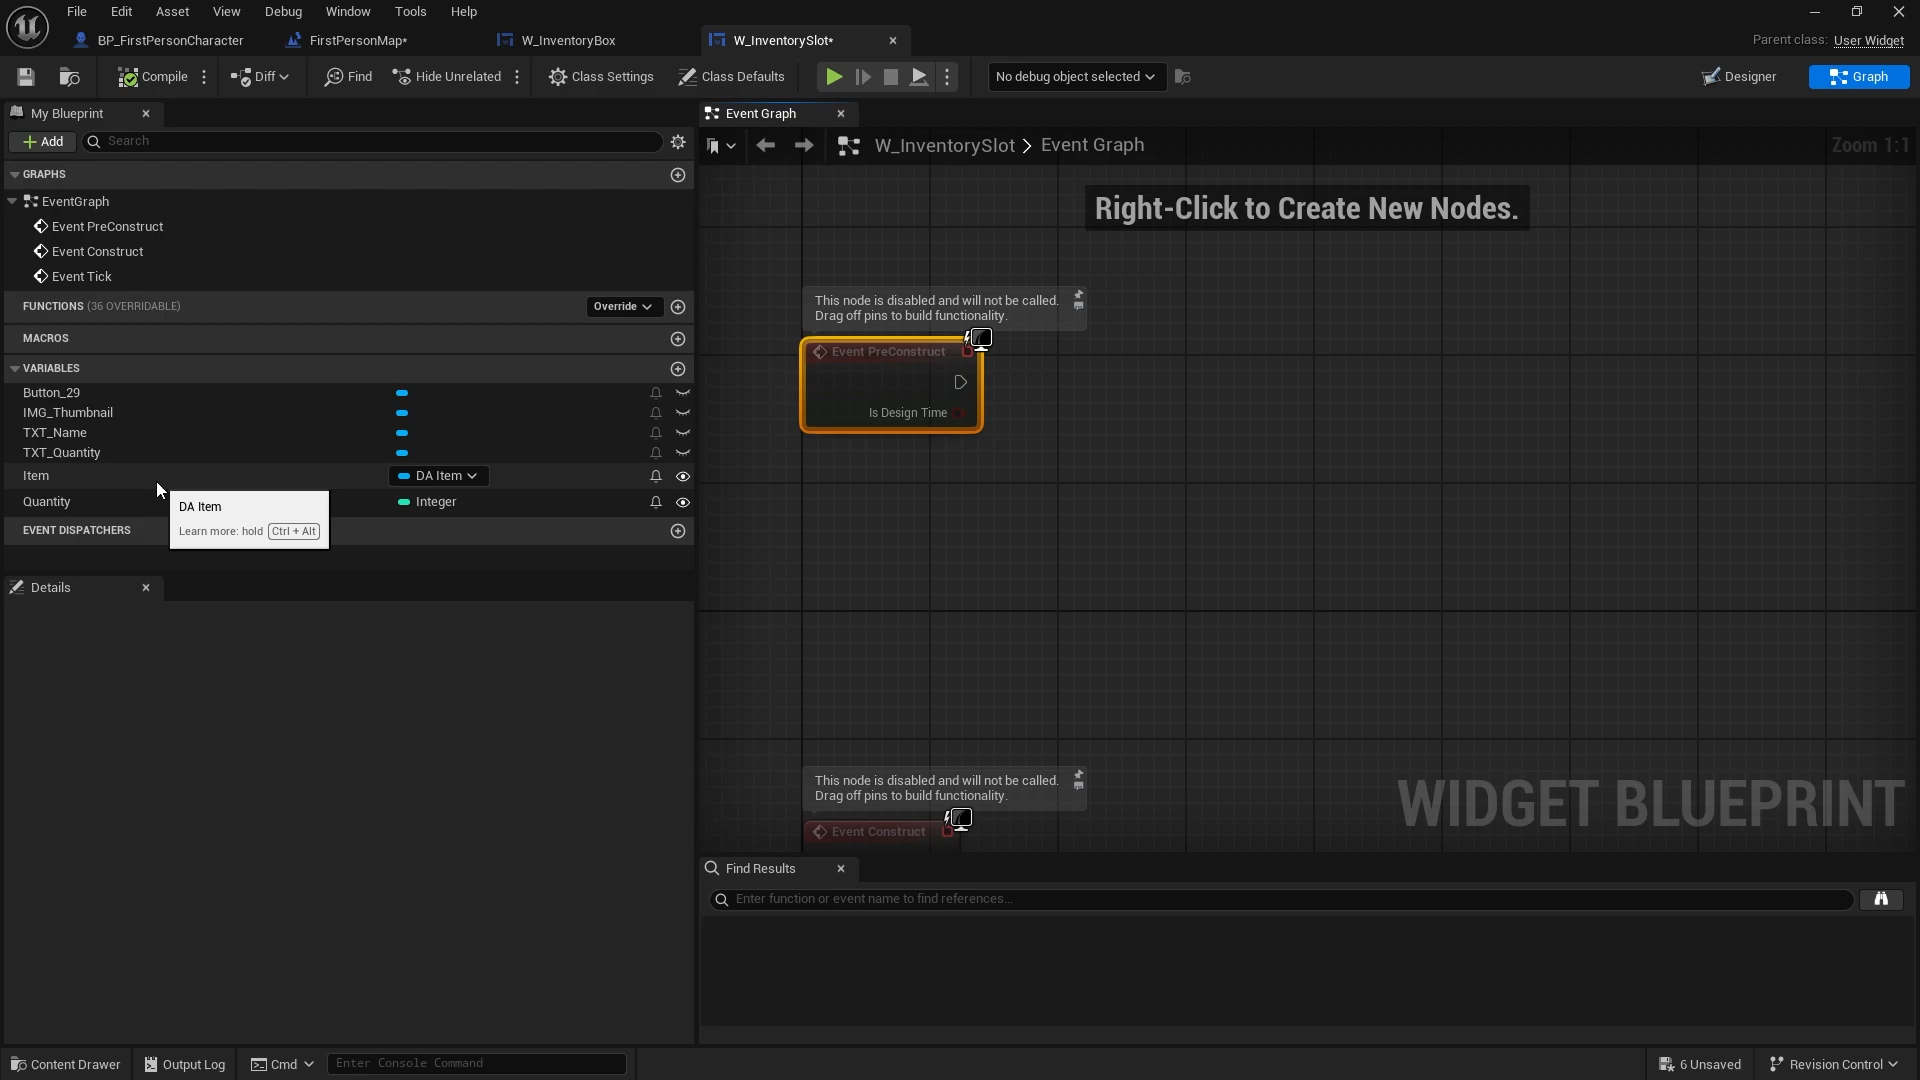 File Edit Asset View Debug Window Tools Help
BP_FirstPersonCharacter FirstPersonMap* W_InventoryBox W_InventorySlot* Parent class: User Widget
Compile Diff Find Hide Unrelated Class Settings Class Defaults No debug object selected Designer Graph
My Blueprint
Event Graph
Add Search
W_InventorySlot > Event Graph Zoom 1:1
GRAPHS
EventGraph
Event PreConstruct
Event Construct
Event Tick
FUNCTIONS (36 OVERRIDABLE) Override
MACROS
VARIABLES
Button_29
IMG_Thumbnail
TXT_Name
TXT_Quantity
Item DA Item
Quantity Integer
DA Item
Learn more: hold Ctrl + Alt
EVENT DISPATCHERS
Details
Right-Click to Create New Nodes.
This node is disabled and will not be called.
Drag off pins to build functionality.
Event PreConstruct
Is Design Time
This node is disabled and will not be called.
Drag off pins to build functionality.
Event Construct
WIDGET BLUEPRINT
Find Results
Enter function or event name to find references...
Content Drawer Output Log Cmd Enter Console Command 6 Unsaved Revision Control